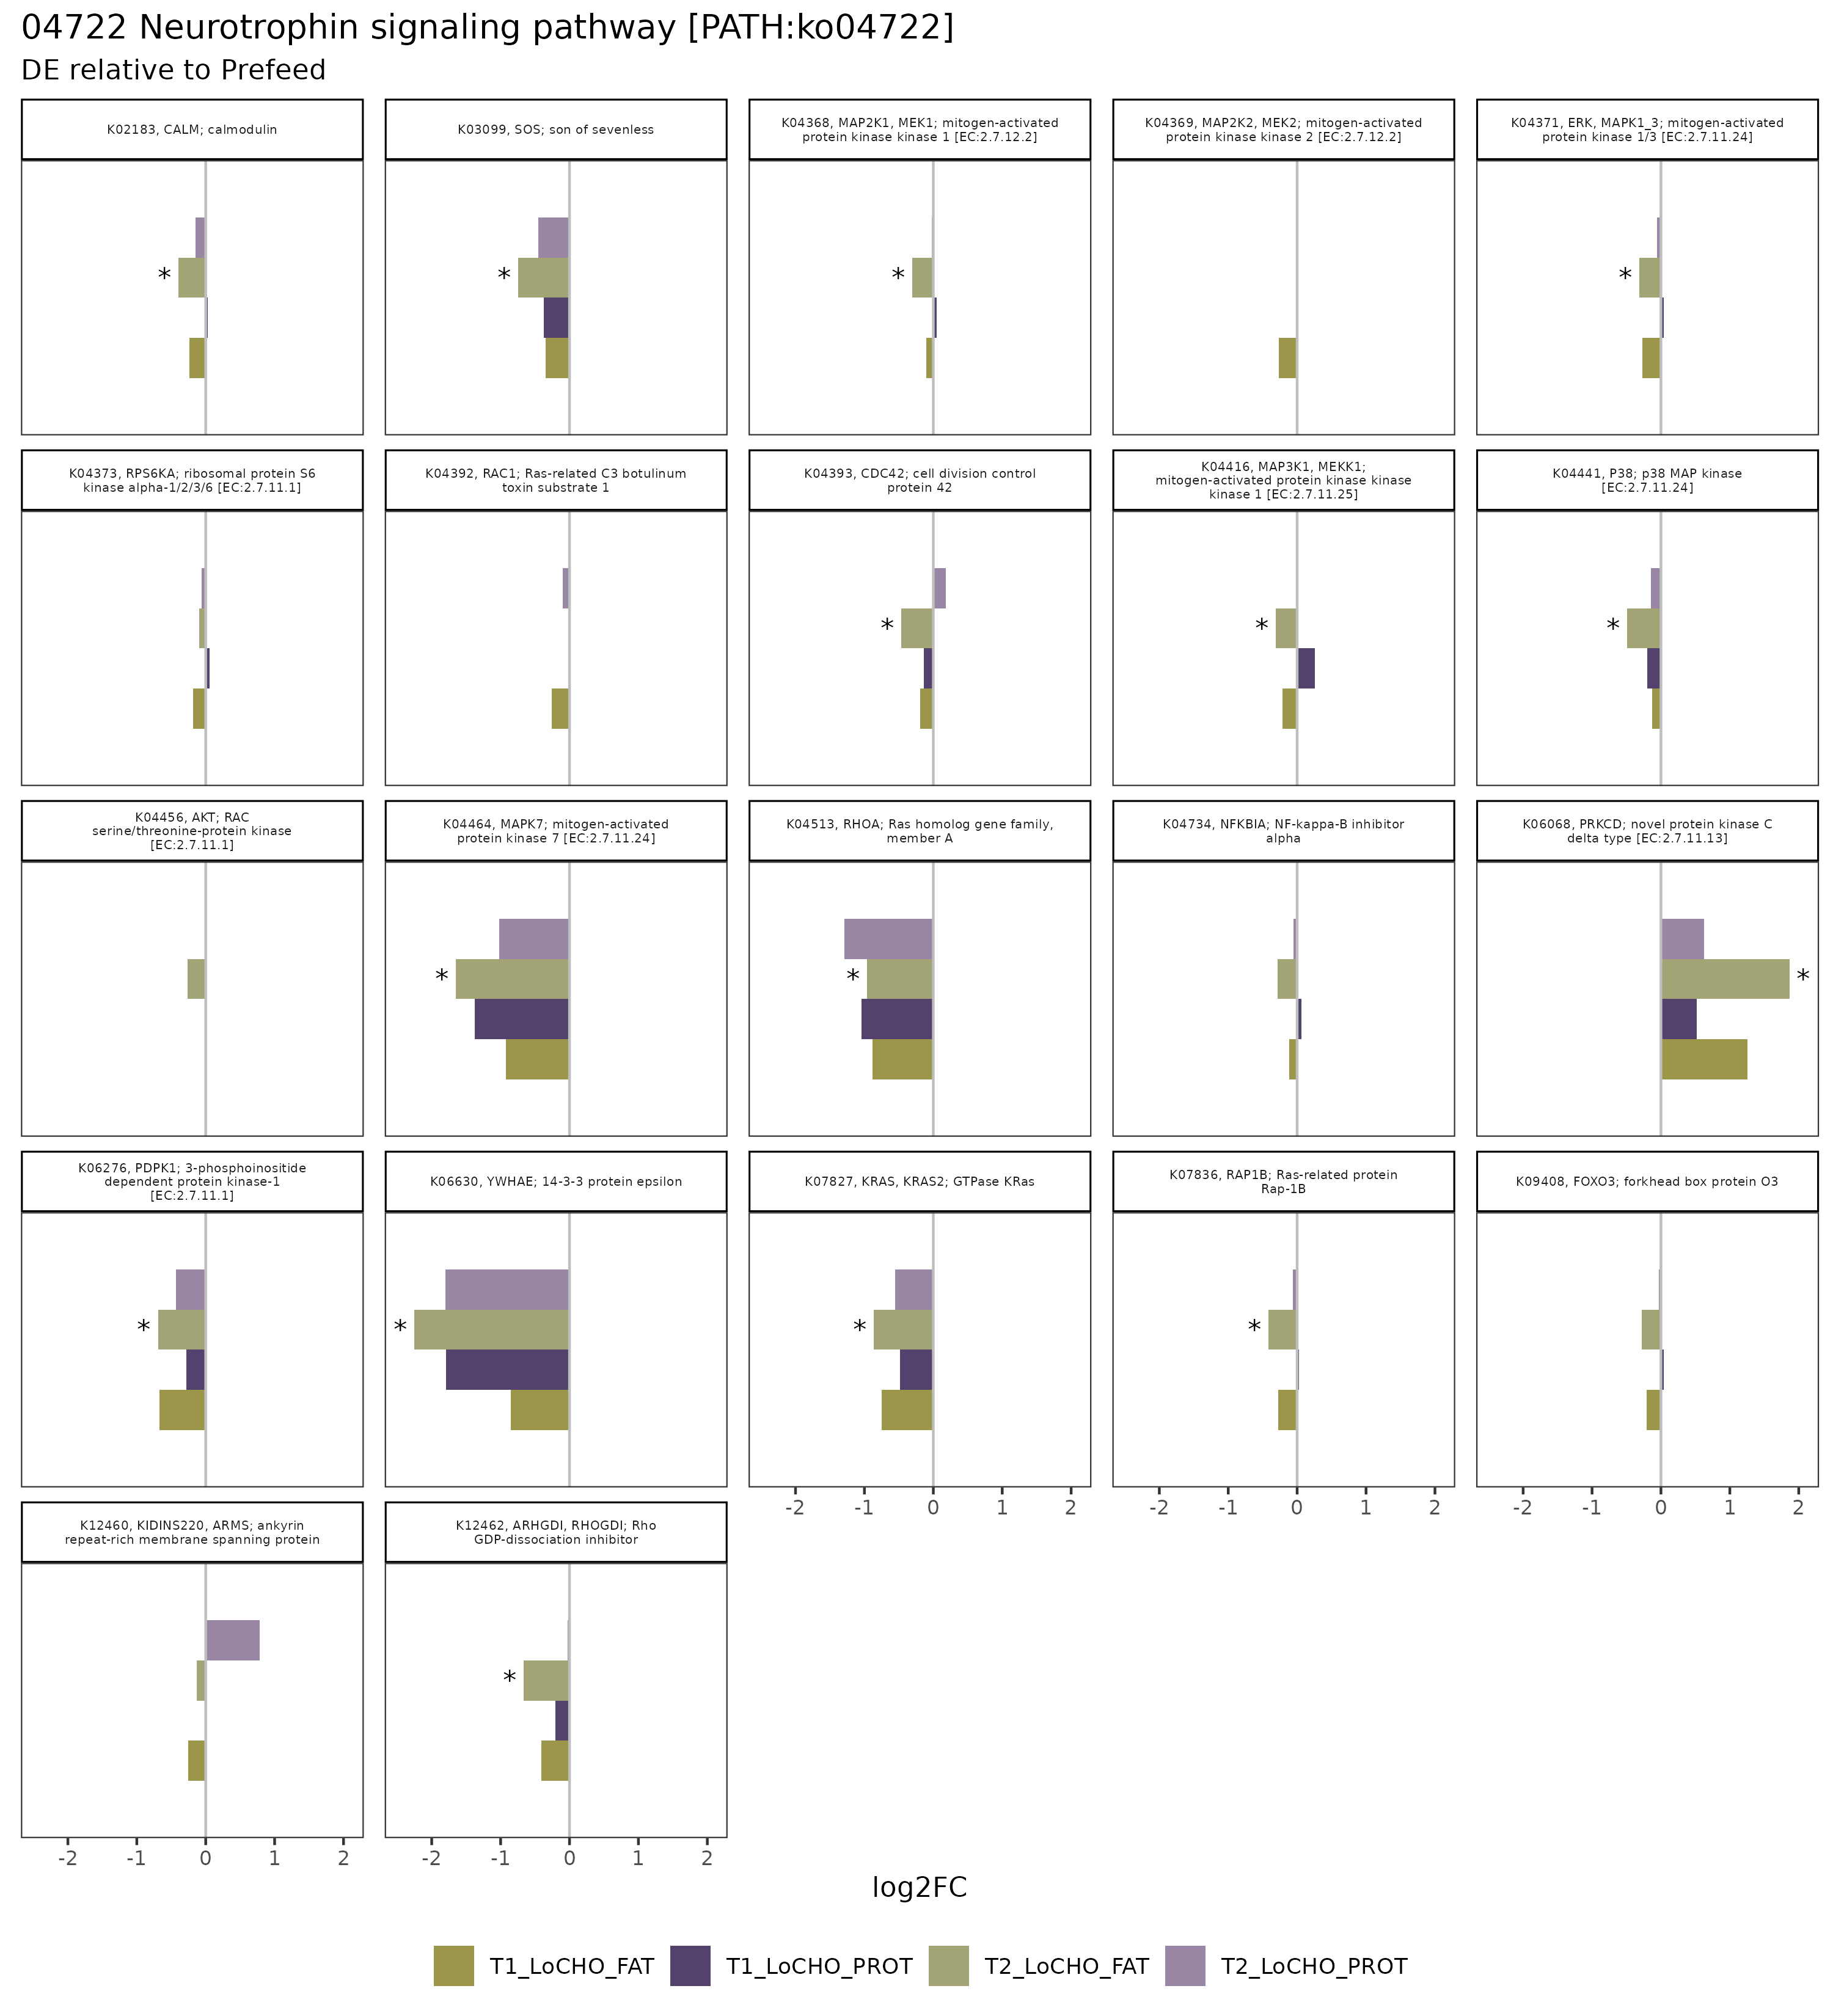 04722 Neurotrophin signaling pathway [PATH:ko04722]
DE relative to Prefeed
K02183, CALM; calmodulin
K03099, SOS; son of sevenless
K04368, MAP2K1, MEK1; mitogen-activated
protein kinase kinase 1 [EC:2.7.12.2]
K04369, MAP2K2, MEK2; mitogen-activated
protein kinase kinase 2 [EC:2.7.12.2]
K04371, ERK, MAPK1_3; mitogen-activated
protein kinase 1/3 [EC:2.7.11.24]
*
*
*
*
K04373, RPS6KA; ribosomal protein S6
kinase alpha-1/2/3/6 [EC:2.7.11.1]
K04392, RAC1; Ras-related C3 botulinum
toxin substrate 1
K04393, CDC42; cell division control
protein 42
K04416, MAP3K1, MEKK1;
mitogen-activated protein kinase kinase
kinase 1 [EC:2.7.11.25]
K04441, P38; p38 MAP kinase
[EC:2.7.11.24]
*
*
*
K04456, AKT; RAC
serine/threonine-protein kinase
[EC:2.7.11.1]
K04464, MAPK7; mitogen-activated
protein kinase 7 [EC:2.7.11.24]
K04513, RHOA; Ras homolog gene family,
member A
K04734, NFKBIA; NF-kappa-B inhibitor
alpha
K06068, PRKCD; novel protein kinase C
delta type [EC:2.7.11.13]
*
*
*
K06276, PDPK1; 3-phosphoinositide
dependent protein kinase-1
[EC:2.7.11.1]
K06630, YWHAE; 14-3-3 protein epsilon
K07827, KRAS, KRAS2; GTPase KRas
K07836, RAP1B; Ras-related protein
Rap-1B
K09408, FOXO3; forkhead box protein O3
*
*
*
*
-2 -1 0 1 2
-2 -1 0 1 2
-2 -1 0 1 2
K12460, KIDINS220, ARMS; ankyrin
repeat-rich membrane spanning protein
K12462, ARHGDI, RHOGDI; Rho
GDP-dissociation inhibitor
*
-2 -1 0 1 2
-2 -1 0 1 2
log2FC
T1_LoCHO_FAT T1_LoCHO_PROT T2_LoCHO_FAT T2_LoCHO_PROT